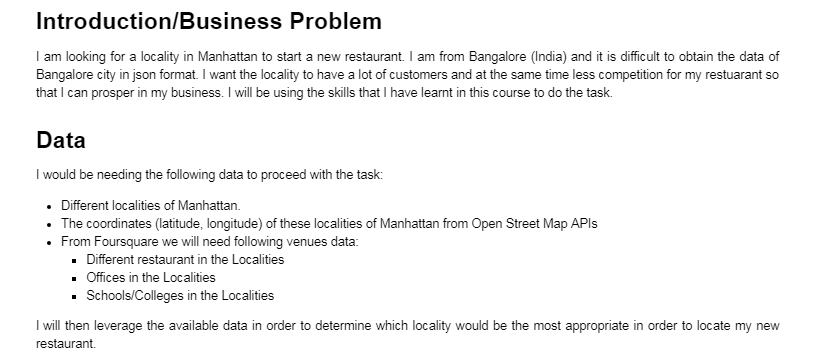 Introduction/Business Problem
I am looking for a locality in Manhattan to start a new restaurant. I am from Bangalore (India) and it is difficult to obtain the data of
Bangalore city in json format. I want the locality to have a lot of customers and at the same time less competition for my restuarant so
that I can prosper in my business. I will be using the skills that I have learnt in this course to do the task.
Data
I would be needing the following data to proceed with the task:
• Different localities of Manhattan.
• The coordinates (latitude, longitude) of these localities of Manhattan from Open Street Map APIs
• From Foursquare we will need following venues data:
▪ Different restaurant in the Localities
▪ Offices in the Localities
▪ Schools/Colleges in the Localities
I will then leverage the available data in order to determine which locality would be the most appropriate in order to locate my new
restaurant.